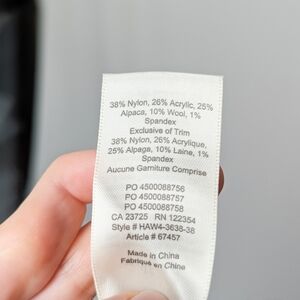 38% Nylon, 26% Acrylic, 25%
Alpaca, 10% Wool, 1%
Spandex
Exclusive of Trim
38% Nylon, 26% Acrylique,
25% Alpaga, 10% Laine, 1%
Spandex
Aucune Garniture Comprise
PO 4500088756
PO 4500088757
PO 4500088758
CA 23725 RN 122354
Style # HAW4-3638-38
Article # 67457
Made in China
Fabriqué en Chine